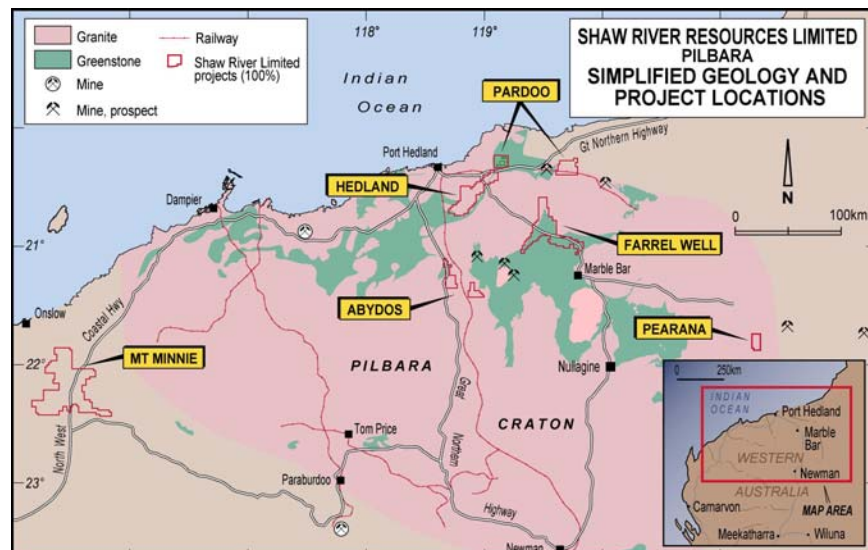 Granite
Greenstone
Mine
Mine, prospect
Railway
Shaw River Limited
projects (100%)
118°
119°
SHAW RIVER RESOURCES LIMITED
PILBARA
SIMPLIFIED GEOLOGY AND
PROJECT LOCATIONS
Indian
Ocean
PARDOO
Gt Northern Highway
Port Hedland
HEDLAND
Dampier
N
0
100km
21°
FARREL WELL
Marble Bar
Onslow
Coastal Hwy
ABYDOS
PEARANA
22°
MT MINNIE
PILBARA
Great
Nullagine
CRATON
Tom Price
North West
Northern
Paraburdoo
23°
Highway
Newman
0
250km
INDIAN
OCEAN
Port Hedland
Marble
Bar
WESTERN
Newman
AUSTRALIA
MAP AREA
Carnarvon
Meekatharra
Wiluna